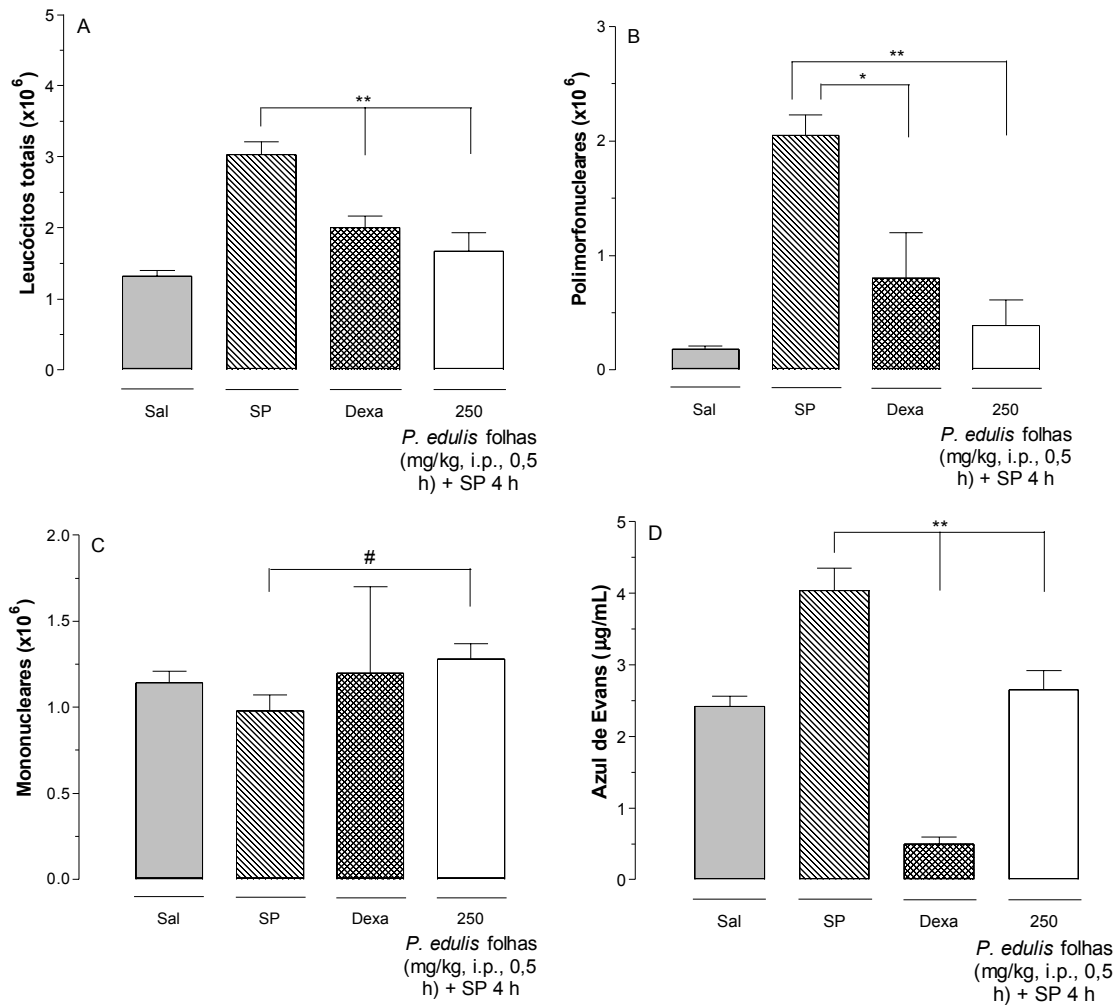 A
Leucócitos totais (x10⁶)
5
4
3
2
1
0
**
Sal SP Dexa 250
P. edulis folhas
(mg/kg, i.p., 0,5
h) + SP 4 h
B
Polimorfonucleares (x10⁶)
3
2
1
0
**
*
Sal SP Dexa 250
P. edulis folhas
(mg/kg, i.p., 0,5
h) + SP 4 h
C
Mononucleares (x10⁶)
2.0
1.5
1.0
0.5
0.0
#
Sal SP Dexa 250
P. edulis folhas
(mg/kg, i.p., 0,5
h) + SP 4 h
D
Azul de Evans (µg/mL)
5
4
3
2
1
0
**
Sal SP Dexa 250
P. edulis folhas
(mg/kg, i.p., 0,5
h) + SP 4 h